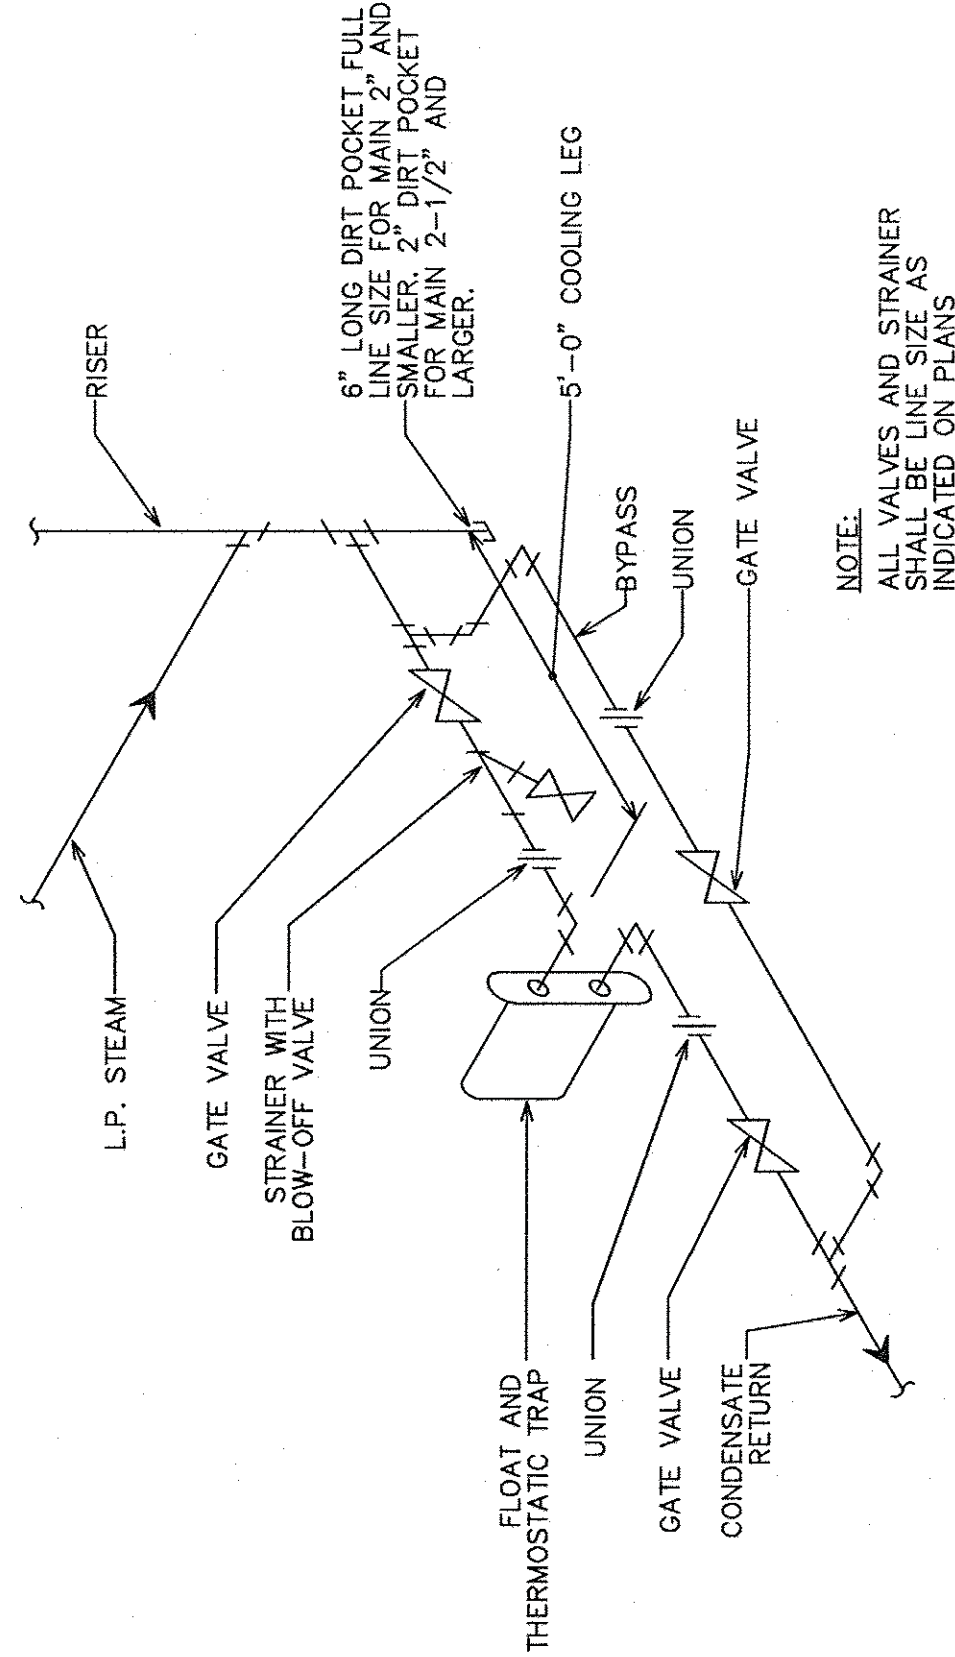 L.P. STEAM
RISER
GATE VALVE
STRAINER WITH
BLOW-OFF VALVE
UNION
6" LONG DIRT POCKET FULL
LINE SIZE FOR MAIN 2" AND
SMALLER. 2" DIRT POCKET
FOR MAIN 2-1/2" AND
LARGER.
5'-0" COOLING LEG
FLOAT AND
THERMOSTATIC TRAP
UNION
GATE VALVE
CONDENSATE
RETURN
BYPASS
UNION
GATE VALVE
NOTE:
ALL VALVES AND STRAINER
SHALL BE LINE SIZE AS
INDICATED ON PLANS